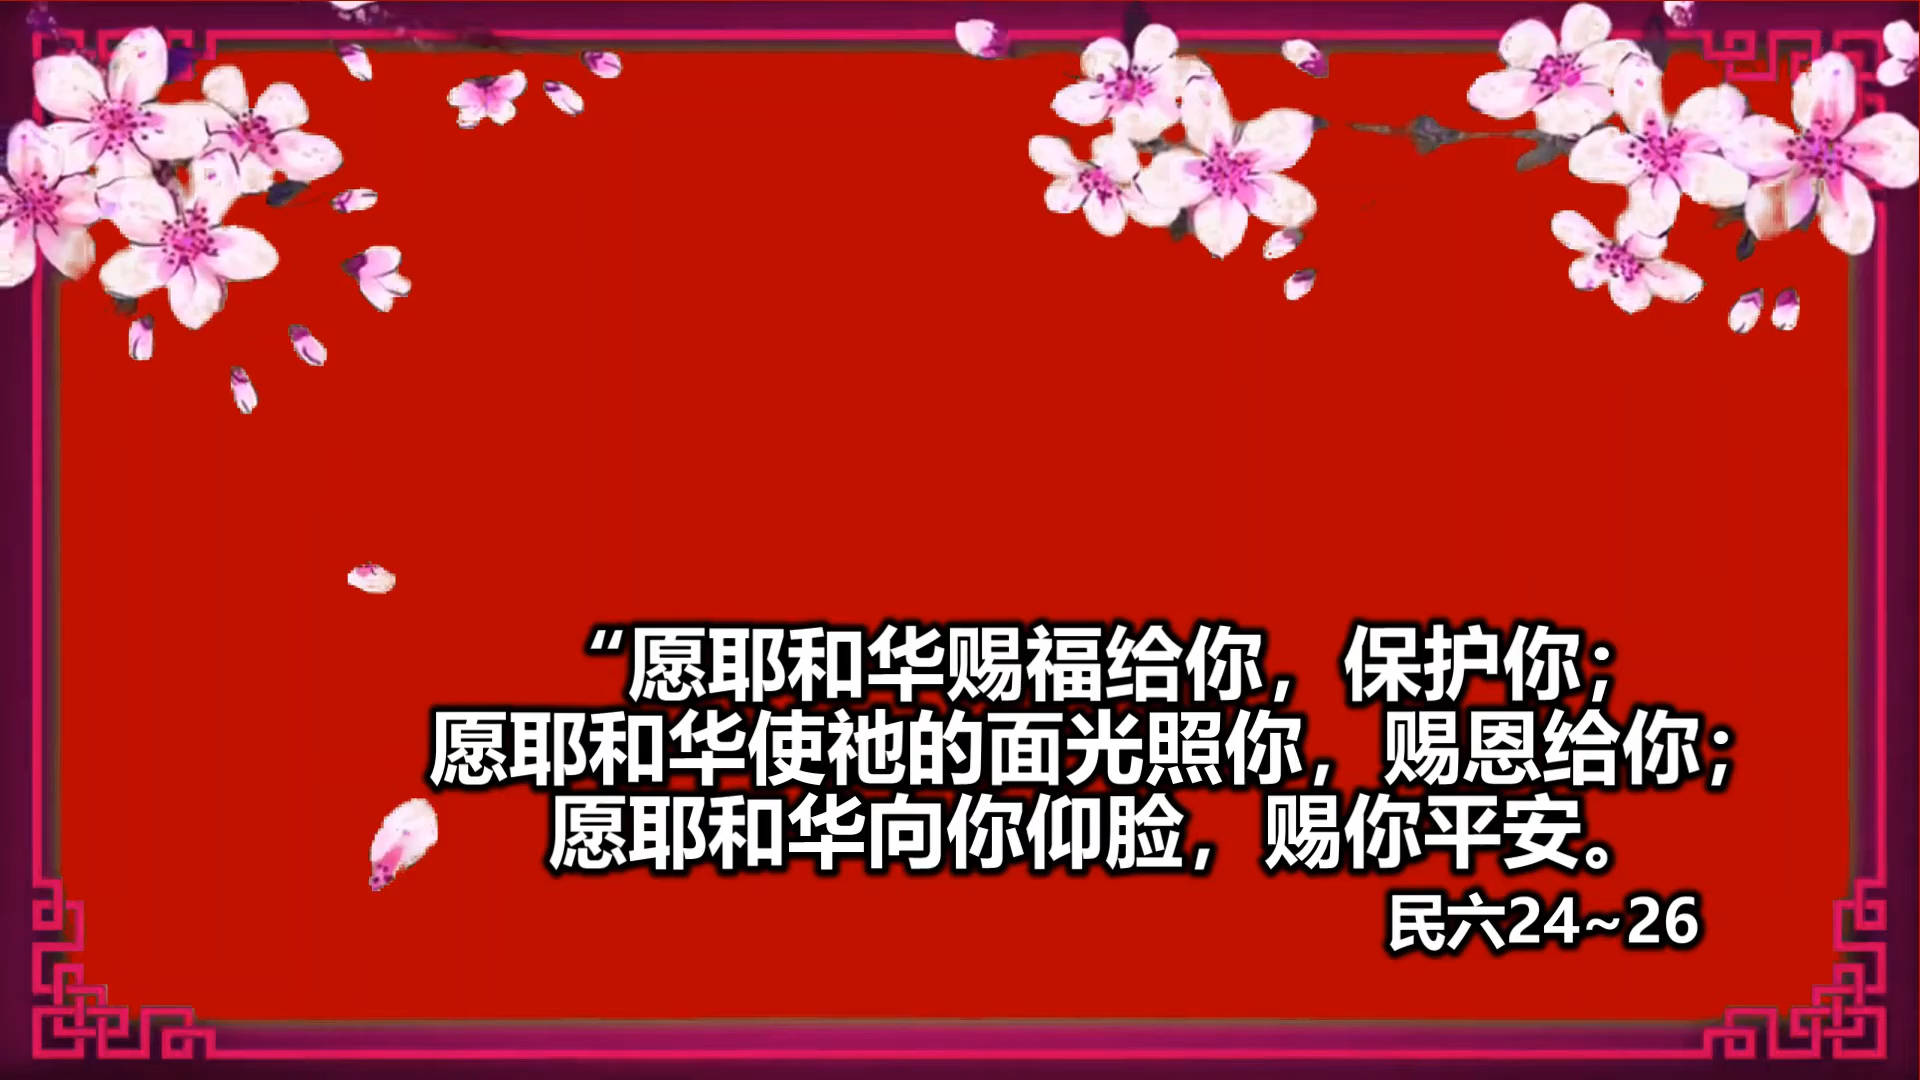 “愿耶和华赐福给你，保护你；
愿耶和华使祂的面光照你，赐恩给你；
愿耶和华向你仰脸，赐你平安。
民六24~26